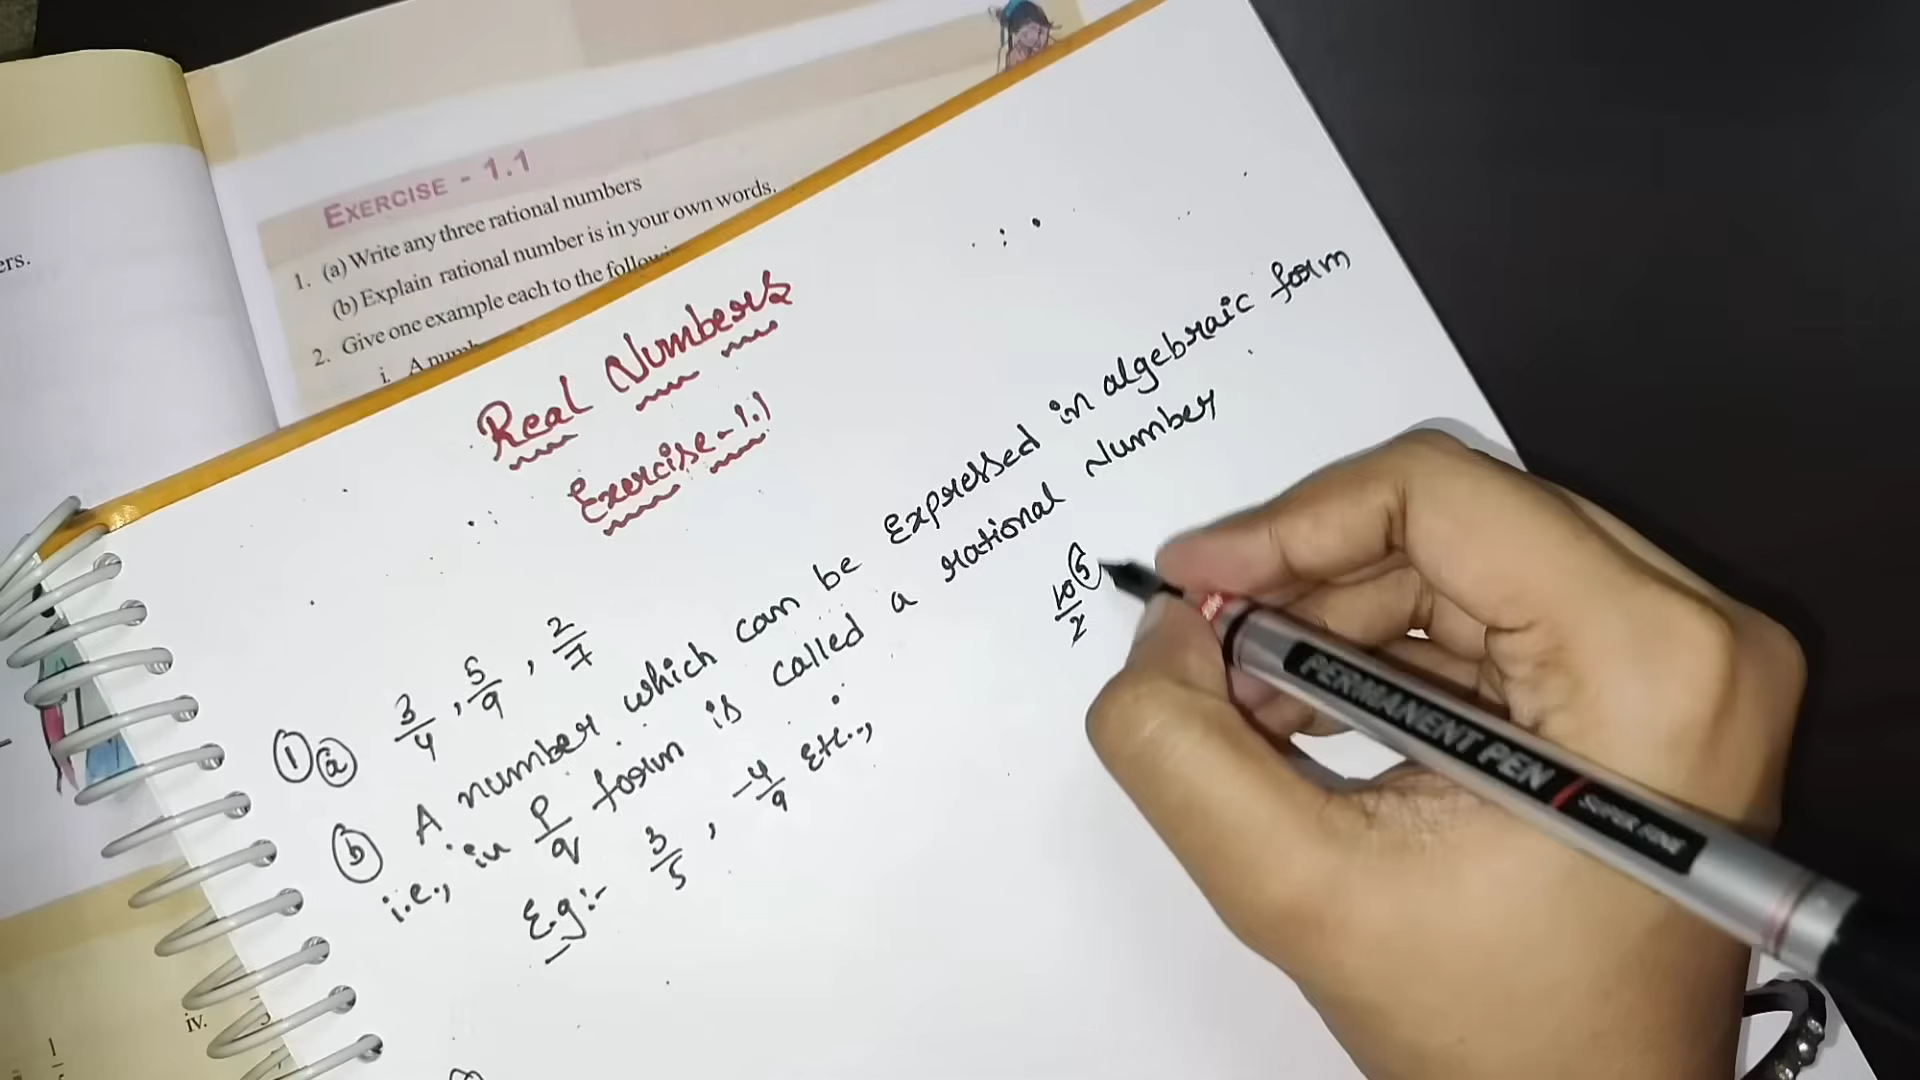 ers.
EXERCISE - 1.1
1. (a) Write any three rational numbers
(b) Explain rational number is in your own words.
2. Give one example each to the
i. A
Real Numbers
Exercise-1.1
① ⓐ 3/4 , 5/9 , 2/7
ⓑ A number which can be Expressed in algebraic form
i.e., in P/q form is called a rational Number
E.g:- 3/5 , -4/9 Etc..,
10/2 5
PERMANENT PEN SUPER FINE
iv.